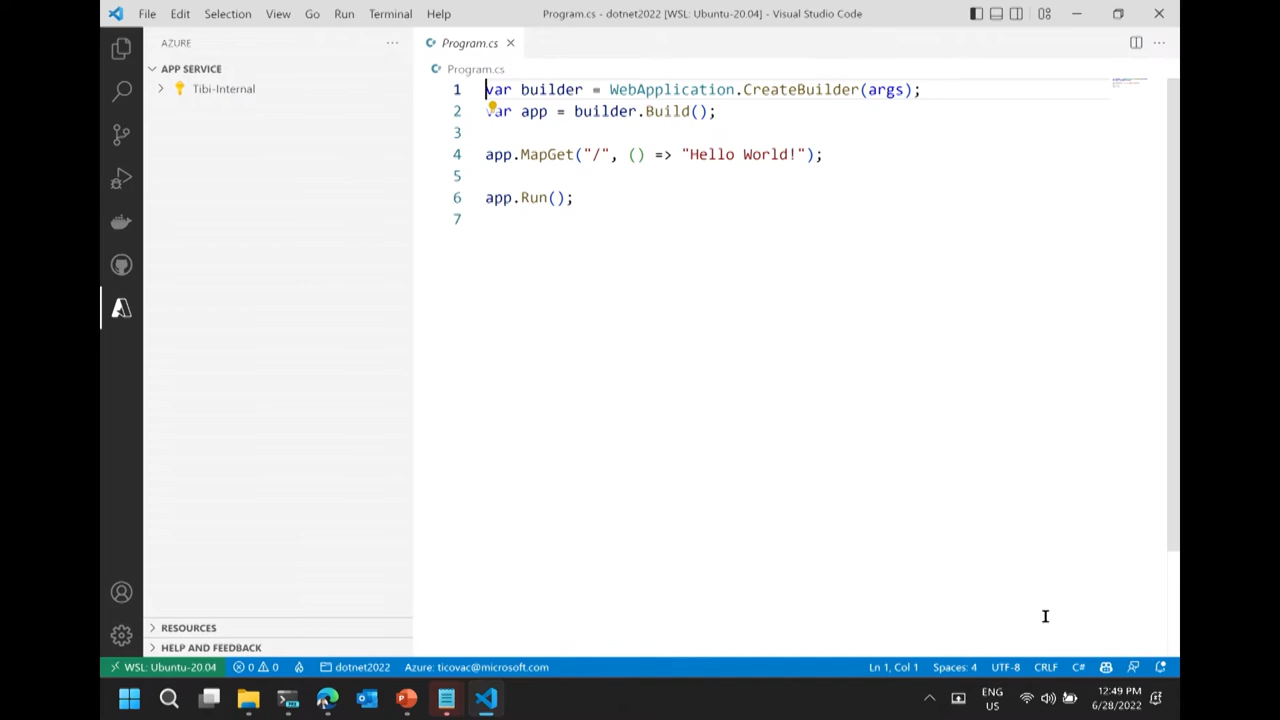 File Edit Selection View Go Run Terminal Help Program.cs - dotnet2022 [WSL: Ubuntu-20.04] - Visual Studio Code
AZURE
Program.cs
APP SERVICE
Program.cs
Tibi-Internal
1 var builder = WebApplication.CreateBuilder(args);
2 var app = builder.Build();
3
4 app.MapGet("/", () => "Hello World!");
5
6 app.Run();
7
RESOURCES
HELP AND FEEDBACK
WSL: Ubuntu-20.04 0 0 dotnet2022 Azure: ticovac@microsoft.com Ln 1, Col 1 Spaces: 4 UTF-8 CRLF C#
ENG
US
12:49 PM
6/28/2022